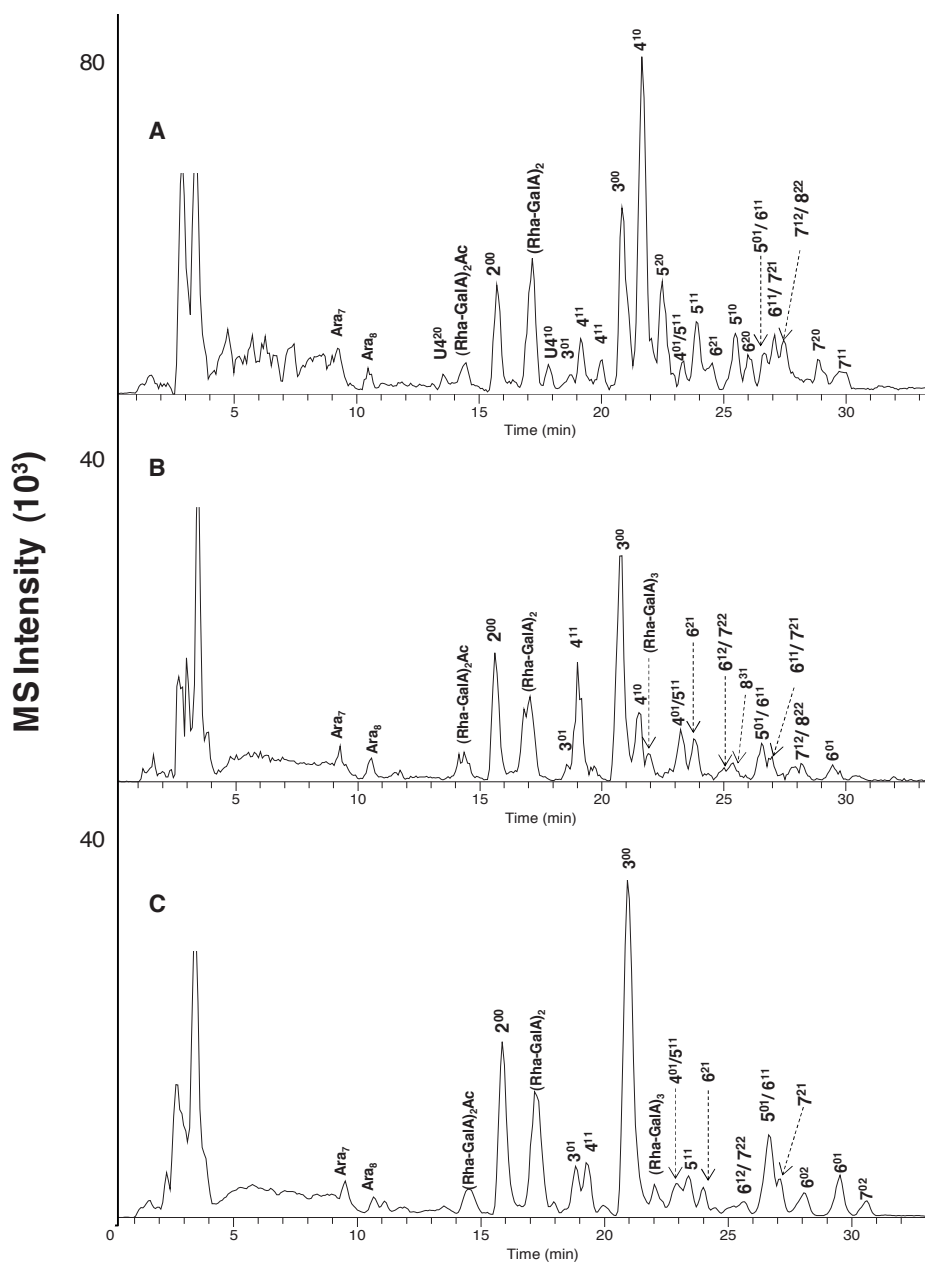 MS Intensity (10³)
80
A
Ara₇
Ara₈
U4²⁰
(Rha-GalA)₂Ac
2⁰⁰
(Rha-GalA)₂
U4¹⁰
3⁰¹
4¹¹
4¹¹
3⁰⁰
4¹⁰
5²⁰
4⁰¹/5¹¹
5¹¹
6²¹
5¹⁰
6²⁰
5⁰¹/ 6¹¹
6¹¹/ 7²¹
7¹²/ 8²²
7²⁰
7¹¹
5 10 15 20 25 30
Time (min)
40
B
Ara₇
Ara₈
(Rha-GalA)₂Ac
2⁰⁰
(Rha-GalA)₂
3⁰¹
4¹¹
3⁰⁰
4¹⁰
(Rha-GalA)₃
4⁰¹/5¹¹
6²¹
6¹²/ 7²²
8³¹
5⁰¹/ 6¹¹
6¹¹/ 7²¹
7¹²/ 8²²
6⁰¹
5 10 15 20 25 30
Time (min)
40
C
Ara₇
Ara₈
(Rha-GalA)₂Ac
2⁰⁰
(Rha-GalA)₂
3⁰¹
4¹¹
3⁰⁰
(Rha-GalA)₃
4⁰¹/5¹¹
5¹¹
6²¹
6¹²/ 7²²
5⁰¹/ 6¹¹
7²¹
6⁰²
6⁰¹
7⁰²
0 5 10 15 20 25 30
Time (min)